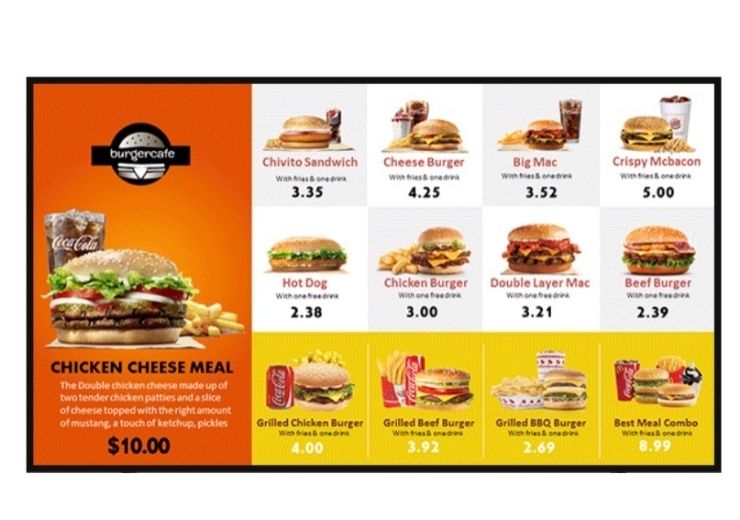 burgercafe
Coca-Cola
CHICKEN CHEESE MEAL
The Double chicken cheese made up of
two tender chicken patties and a slice
of cheese topped with the right amount
of mustang, a touch of ketchup, pickles
$10.00
Chivito Sandwich
With fries & one drink
3.35
Cheese Burger
With fries & one drink
4.25
Big Mac
With fries & one drink
3.52
Crispy Mcbacon
With fries & one drink
5.00
Hot Dog
With one free drink
2.38
Chicken Burger
With one free drink
3.00
Double Layer Mac
With one free drink
3.21
Beef Burger
With one free drink
2.39
Grilled Chicken Burger
With fries & one drink
4.00
Grilled Beef Burger
With fries & one drink
3.92
Grilled BBQ Burger
With fries & one drink
2.69
Best Meal Combo
With fries & one drink
8.99